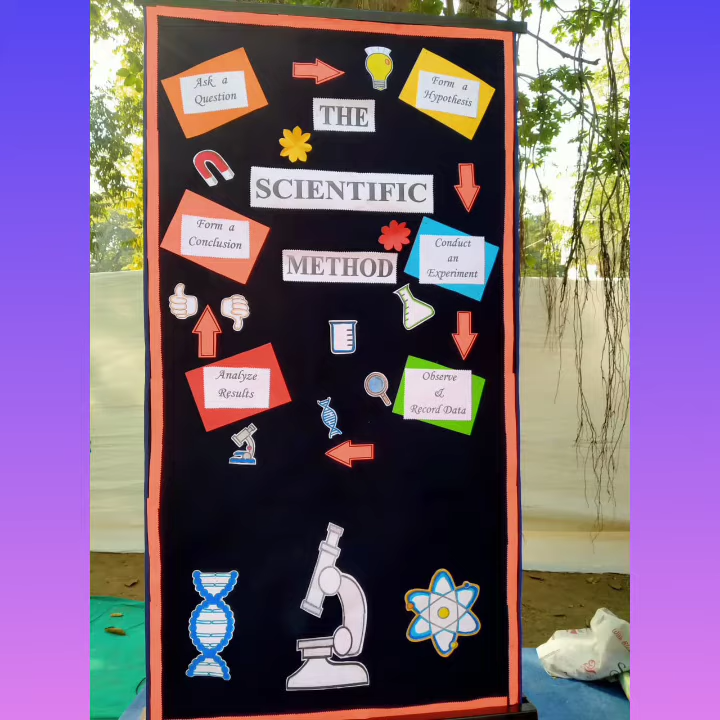 Ask a
Question
Form a
Hypothesis
THE
SCIENTIFIC
METHOD
Conduct
an
Experiment
Observe
&
Record Data
Analyze
Results
Form a
Conclusion